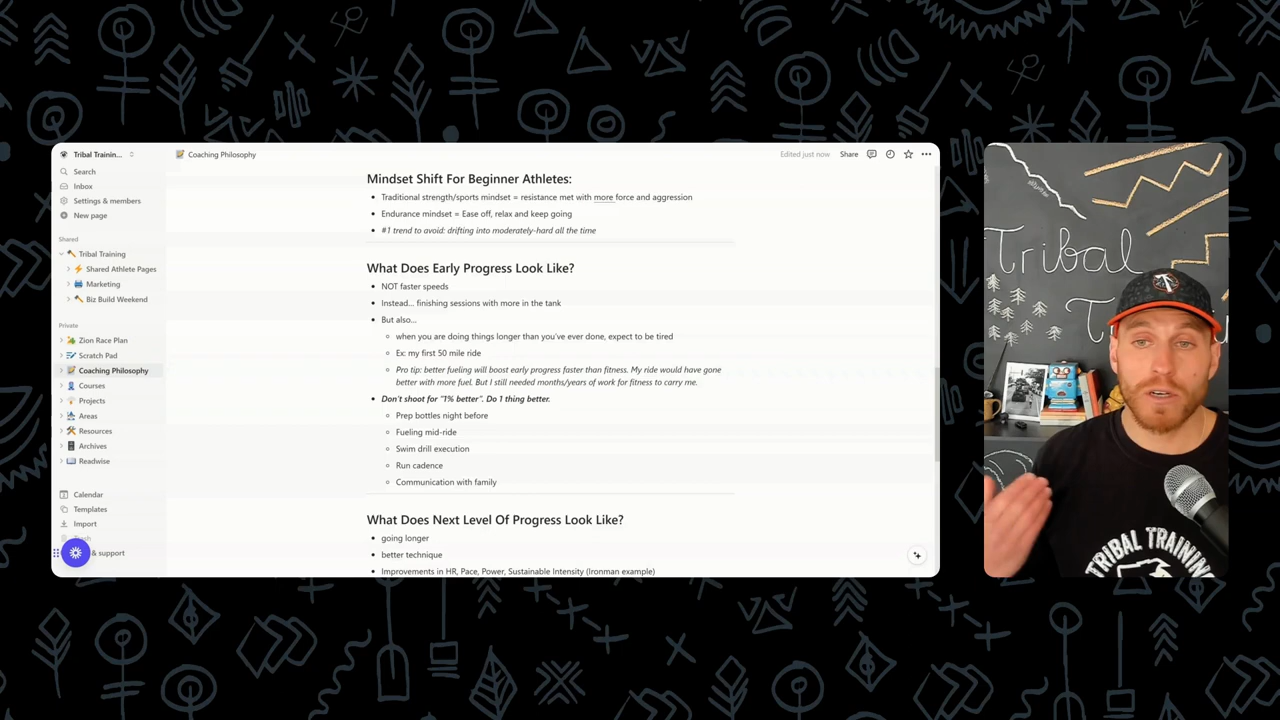 Tribal Trainin...
Search
Inbox
Settings & members
New page
Shared
Tribal Training
Shared Athlete Pages
Marketing
Biz Build Weekend
Private
Zion Race Plan
Scratch Pad
Coaching Philosophy
Courses
Projects
Areas
Resources
Archives
Readwise
Calendar
Templates
Import
Trash
& support
Coaching Philosophy
Edited just now
Share
Mindset Shift For Beginner Athletes:
Traditional strength/sports mindset = resistance met with more force and aggression
Endurance mindset = Ease off, relax and keep going
#1 trend to avoid: drifting into moderately-hard all the time
What Does Early Progress Look Like?
NOT faster speeds
Instead... finishing sessions with more in the tank
But also...
when you are doing things longer than you've ever done, expect to be tired
Ex: my first 50 mile ride
Pro tip: better fueling will boost early progress faster than fitness. My ride would have gone
better with more fuel. But I still needed months/years of work for fitness to carry me.
Don't shoot for "1% better". Do 1 thing better.
Prep bottles night before
Fueling mid-ride
Swim drill execution
Run cadence
Communication with family
What Does Next Level Of Progress Look Like?
going longer
better technique
Improvements in HR, Pace, Power, Sustainable Intensity (Ironman example)
Tribal
T
TRIBAL TRAINING